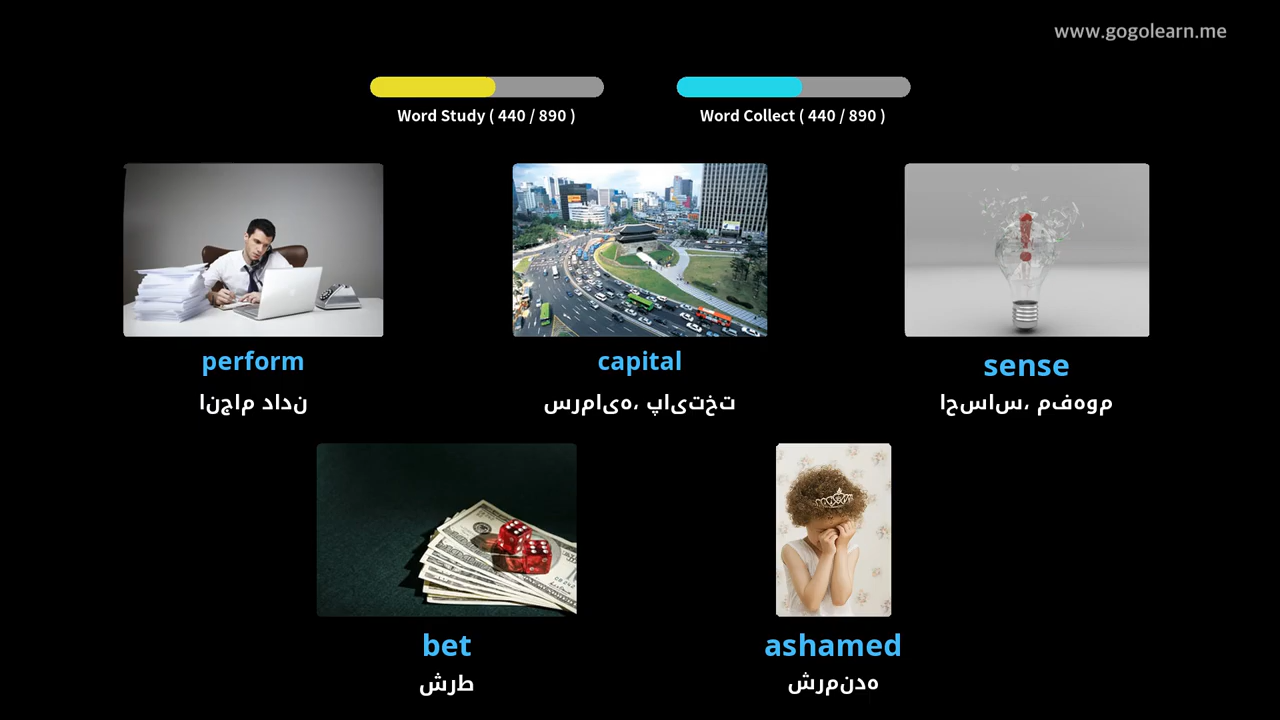 www.gogolearn.me
Word Study ( 440 / 890 )
Word Collect ( 440 / 890 )
perform
انجام دادن
capital
سرمایه، پایتخت
sense
احساس، مفهوم
bet
شرط
ashamed
شرمنده